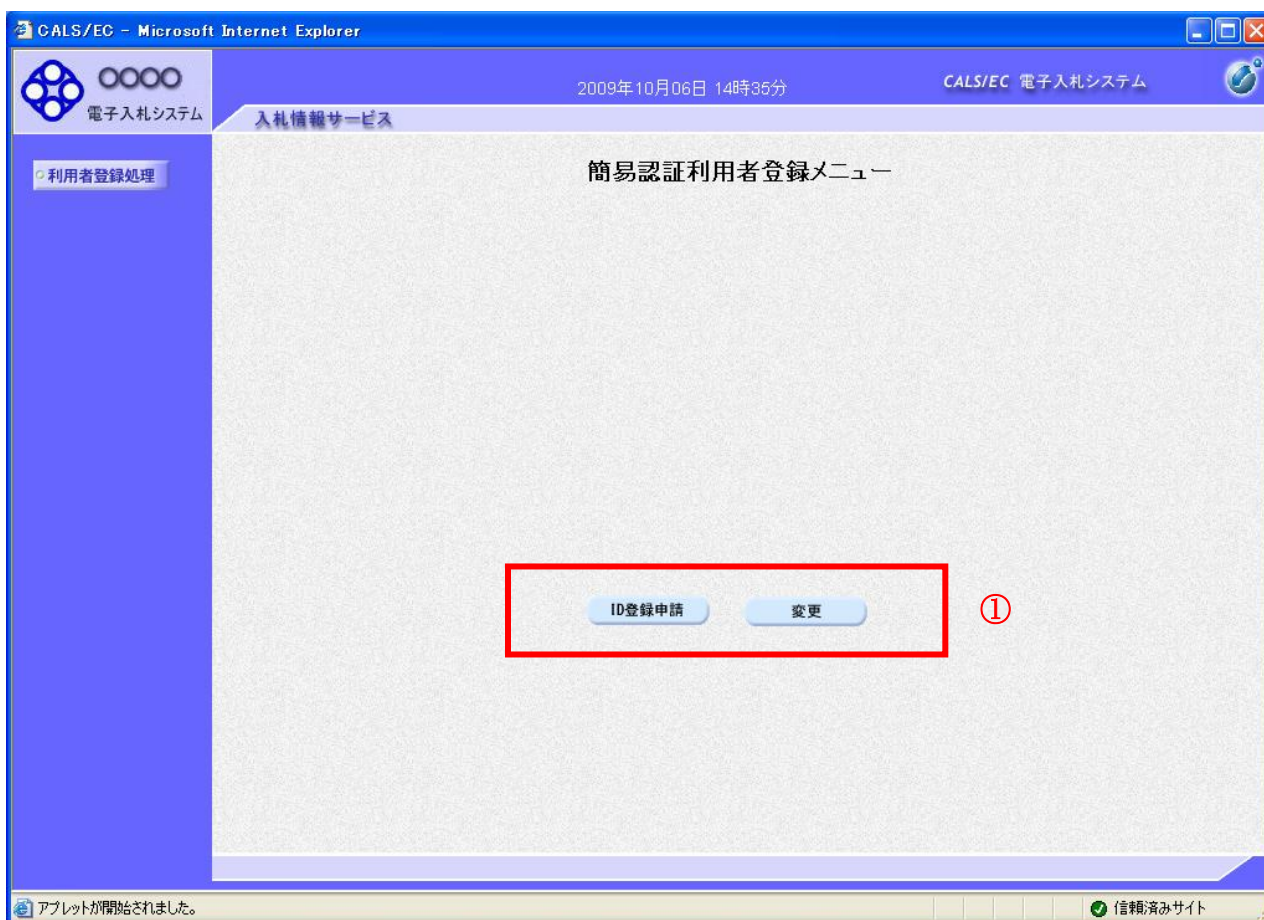 CALS/EC - Microsoft Internet Explorer
OOOO
電子入札システム
2009年10月06日 14時35分
CALS/EC 電子入札システム
入札情報サービス
利用者登録処理
簡易認証利用者登録メニュー
ID登録申請
変更
①
アプレットが開始されました。
信頼済みサイト